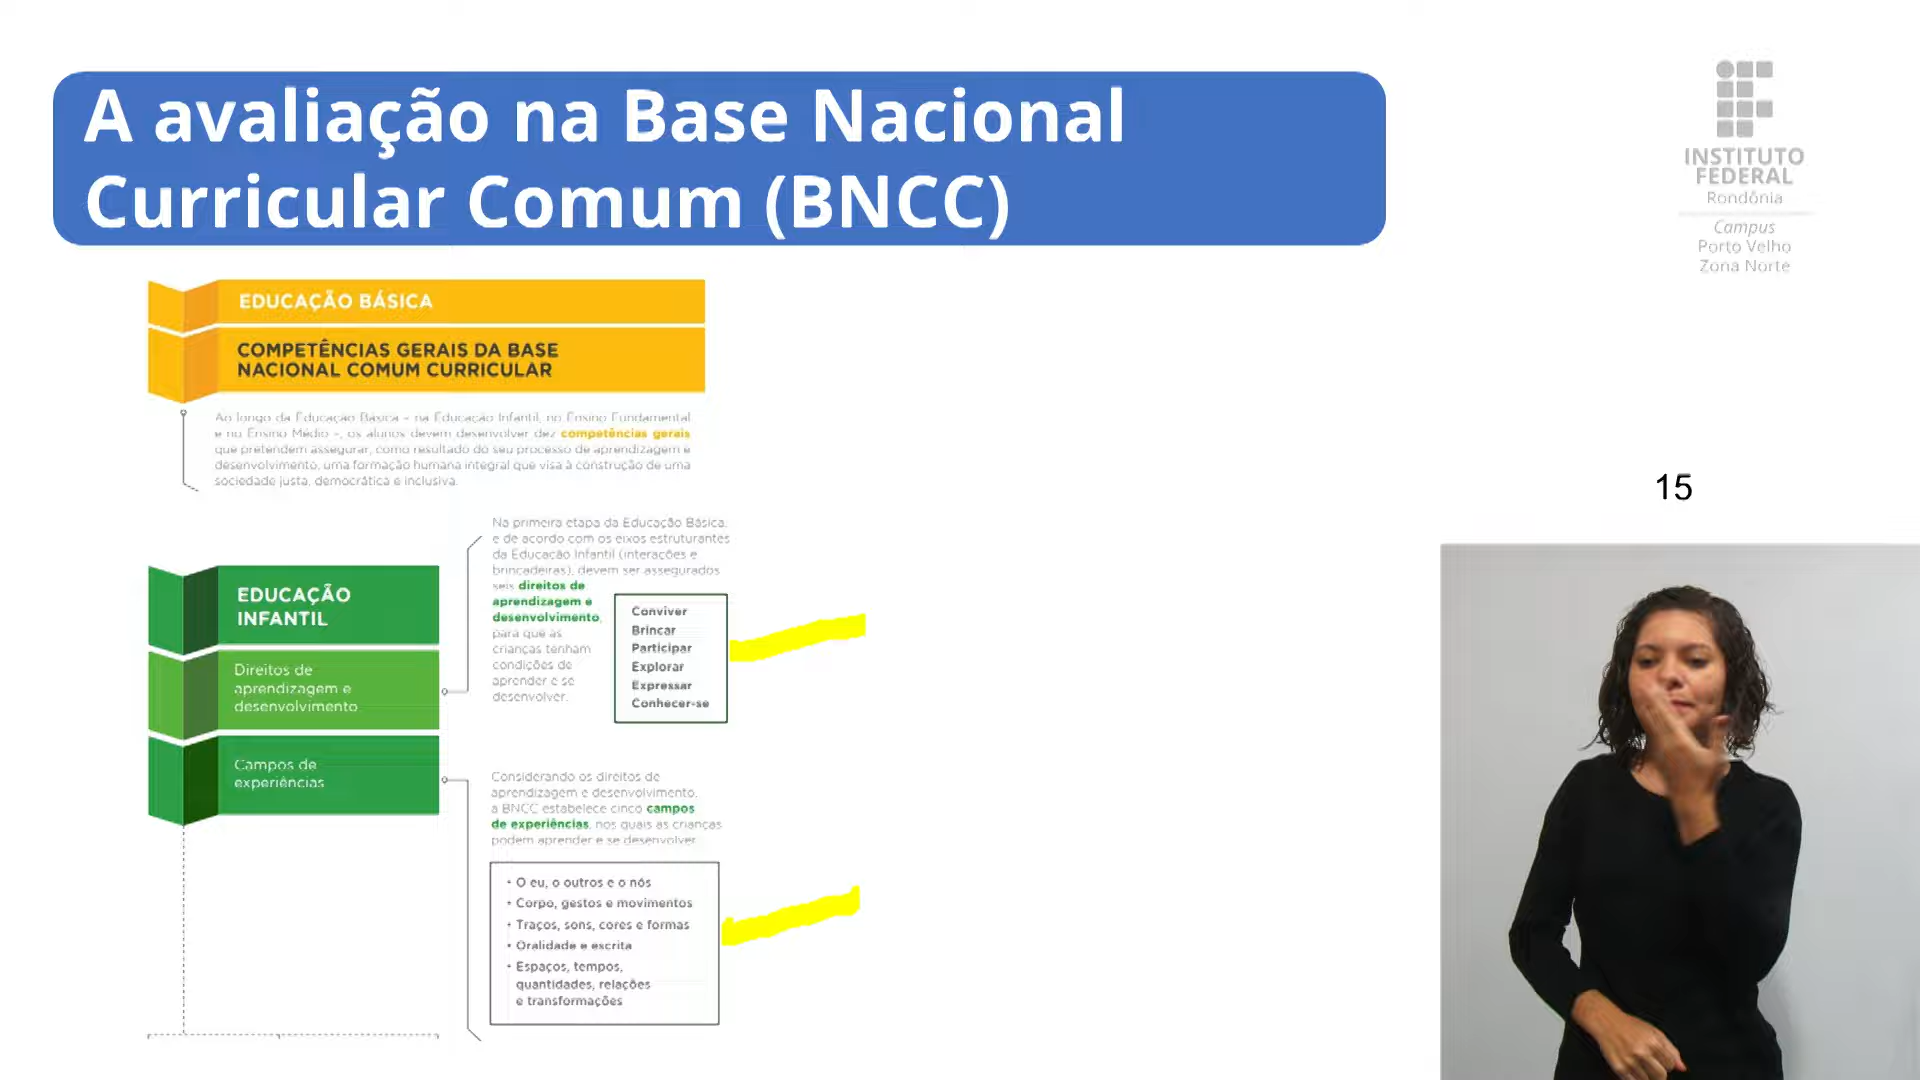 A avaliação na Base Nacional
Curricular Comum (BNCC)
INSTITUTO
FEDERAL
Rondônia
Campus
Porto Velho
Zona Norte
EDUCAÇÃO BÁSICA
COMPETÊNCIAS GERAIS DA BASE
NACIONAL COMUM CURRICULAR
Ao longo da Educação Básica – na Educação Infantil, no Ensino Fundamental
e no Ensino Médio –, os alunos devem desenvolver dez competências gerais
que pretendem assegurar, como resultado do seu processo de aprendizagem e
desenvolvimento, uma formação humana integral que visa à construção de uma
sociedade justa, democrática e inclusiva.
15
EDUCAÇÃO
INFANTIL
Direitos de
aprendizagem e
desenvolvimento
Campos de
experiências
Na primeira etapa da Educação Básica,
e de acordo com os eixos estruturantes
da Educação Infantil (interações e
brincadeiras), devem ser assegurados
seis direitos de
aprendizagem e
desenvolvimento,
para que as
crianças tenham
condições de
aprender e se
desenvolver.
Conviver
Brincar
Participar
Explorar
Expressar
Conhecer-se
Considerando os direitos de
aprendizagem e desenvolvimento,
a BNCC estabelece cinco campos
de experiências, nos quais as crianças
podem aprender e se desenvolver
• O eu, o outros e o nós
• Corpo, gestos e movimentos
• Traços, sons, cores e formas
• Oralidade e escrita
• Espaços, tempos,
quantidades, relações
e transformações